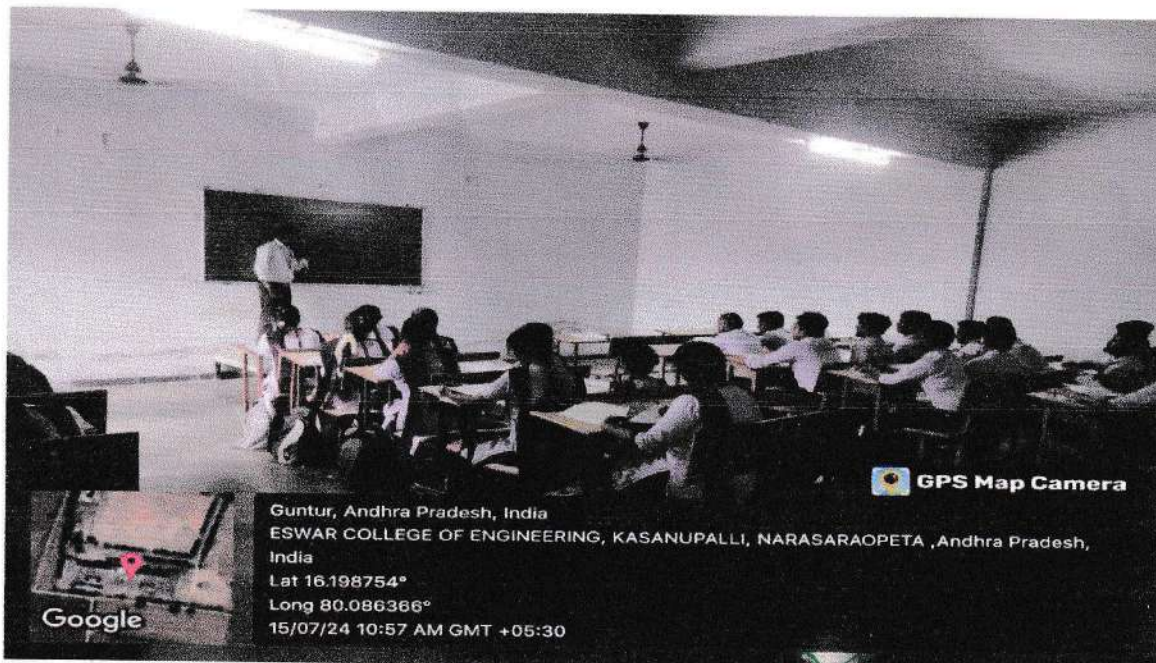 GPS Map Camera
Guntur, Andhra Pradesh, India
ESWAR COLLEGE OF ENGINEERING, KASANUPALLI, NARASARAOPETA ,Andhra Pradesh,
India
Lat 16.198754°
Long 80.086366°
15/07/24 10:57 AM GMT +05:30
Google